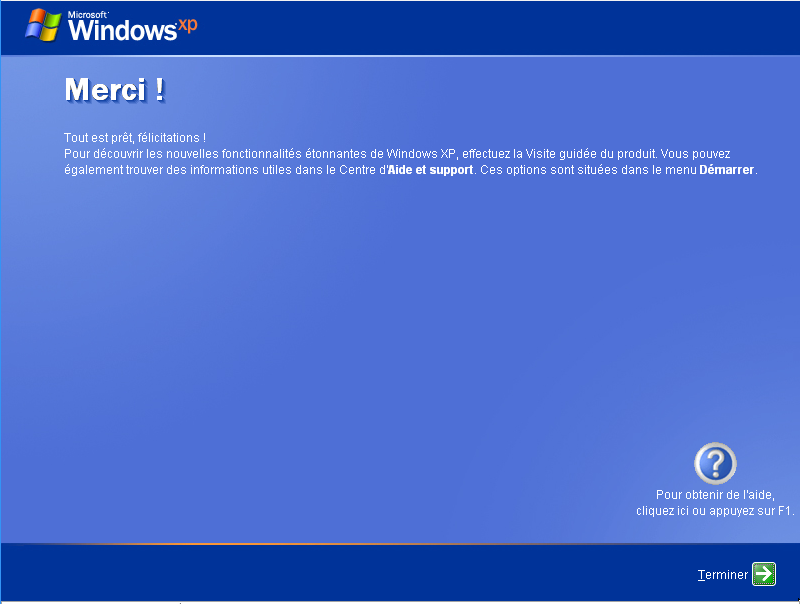 Microsoft
Windows xp
Merci !
Tout est prêt, félicitations !
Pour découvrir les nouvelles fonctionnalités étonnantes de Windows XP, effectuez la Visite guidée du produit. Vous pouvez
également trouver des informations utiles dans le Centre d'Aide et support. Ces options sont situées dans le menu Démarrer.
?
Pour obtenir de l'aide,
cliquez ici ou appuyez sur F1.
Terminer